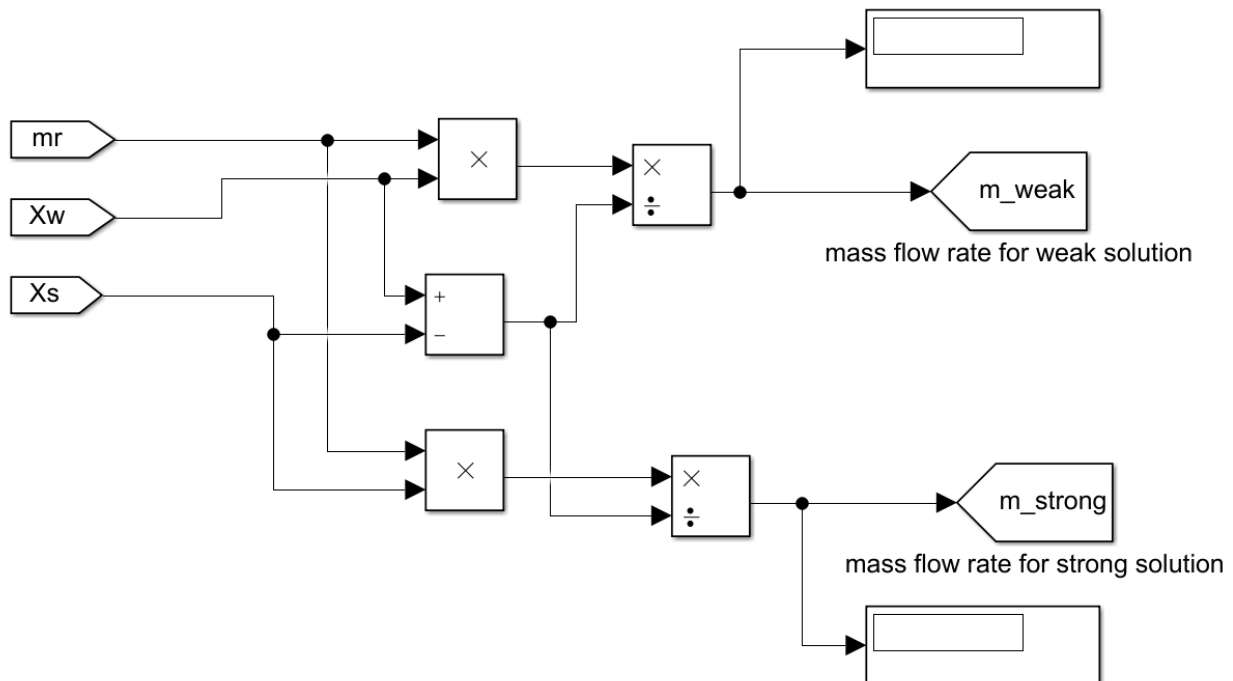 mr
×
×
÷
m_weak
Xw
mass flow rate for weak solution
Xs
+
−
×
×
÷
m_strong
mass flow rate for strong solution